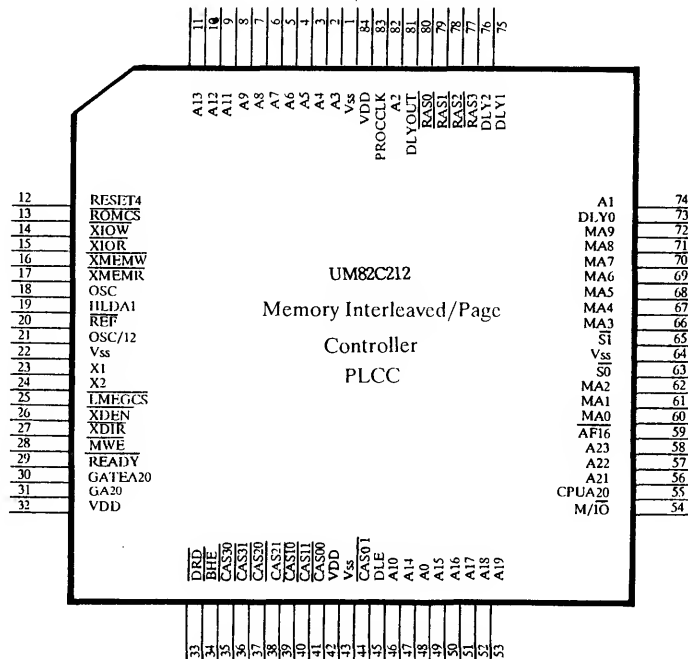 11 10 9 8 7 6 5 4 3 2 1 84 83 82 81 80 79 78 77 76 75
A13 A12 A11 A9 A8 A7 A6 A5 A4 A3 Vss VDD PROCCLK A2 DLYOUT RAS0 RAS1 RAS2 RAS3 DLY2 DLY1
12 RESET4
13 ROMCS
14 XIOW
15 XIOR
16 XMEMW
17 XMEMR
18 OSC
19 HLDA1
20 REF
21 OSC/12
22 Vss
23 X1
24 X2
25 LMEGCS
26 XDEN
27 XDIR
28 MWE
29 READY
30 GATEA20
31 GA20
32 VDD
UM82C212
Memory Interleaved/Page
Controller
PLCC
A1 74
DLY0 73
MA9 72
MA8 71
MA7 70
MA6 69
MA5 68
MA4 67
MA3 66
S1 65
Vss 64
S0 63
MA2 62
MA1 61
MA0 60
AF16 59
A23 58
A22 57
A21 56
CPUA20 55
M/IO 54
DRD BHE CAS30 CAS31 CAS20 CAS21 CAS10 CAS11 CAS00 VDD Vss CAS01 DLE A10 A14 A0 A15 A16 A17 A18 A19
33 34 35 36 37 38 39 40 41 42 43 44 45 46 47 48 49 50 51 52 53